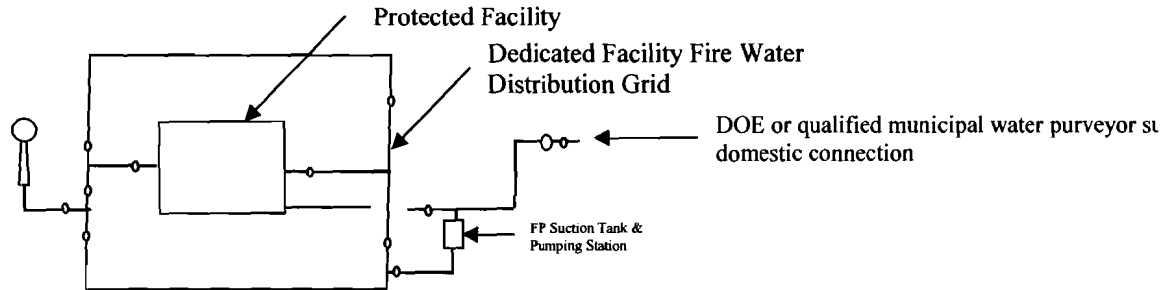 Protected Facility
Dedicated Facility Fire Water
Distribution Grid
DOE or qualified municipal water purveyor
domestic connection
FP Suction Tank &
Pumping Station